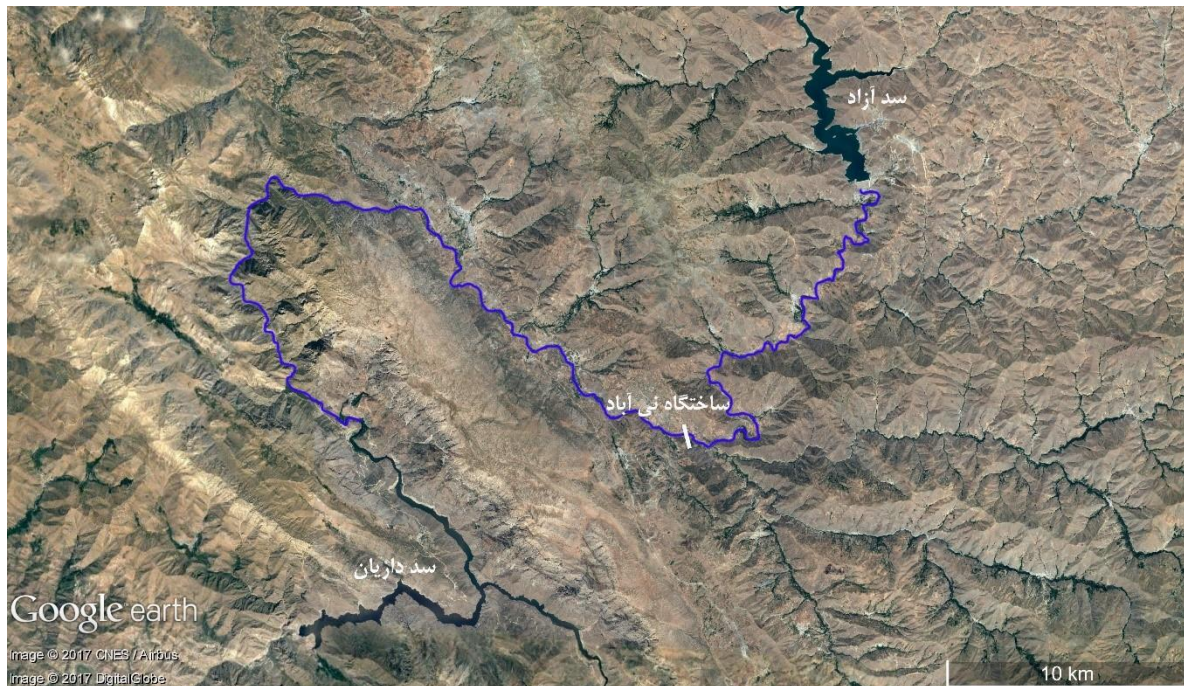 سد آزاد
ساختگاه نی آباد
سد داریان
Google earth
Image © 2017 CNES / Airbus
Image © 2017 DigitalGlobe
10 km